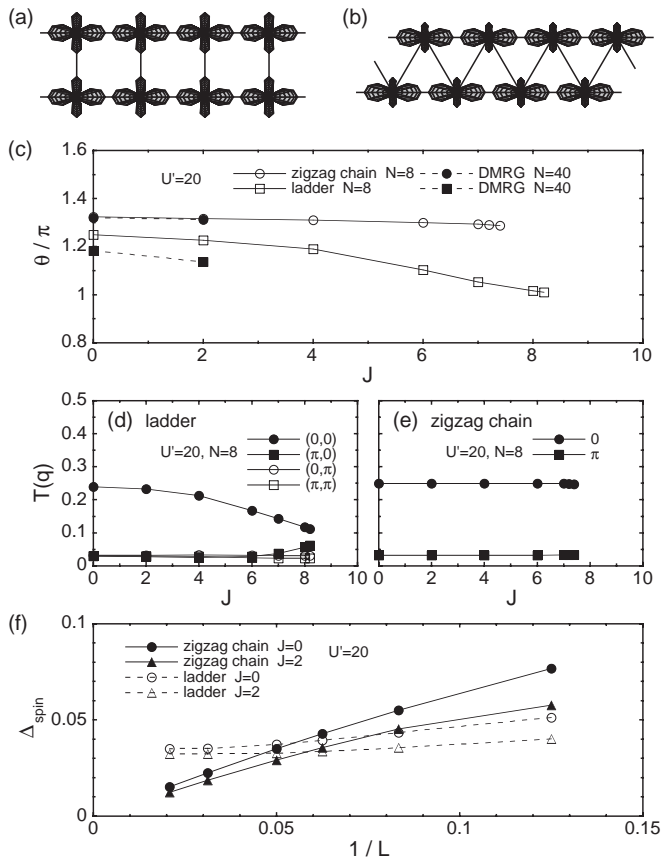 (a)
(b)
(c)
U'=20
zigzag chain N=8
ladder N=8
DMRG N=40
DMRG N=40
1.6
1.4
1.2
1
0.8
θ / π
0 2 4 6 8 10
J
(d) ladder
U'=20, N=8
(0,0)
(π,0)
(0,π)
(π,π)
0.5
0.4
0.3
0.2
0.1
0
T(q)
0 2 4 6 8 10
J
(e) zigzag chain
U'=20, N=8
0
π
0 2 4 6 8 10
J
(f)
zigzag chain J=0
zigzag chain J=2
ladder J=0
ladder J=2
U'=20
0.1
0.05
0
Δspin
0 0.05 0.1 0.15
1 / L